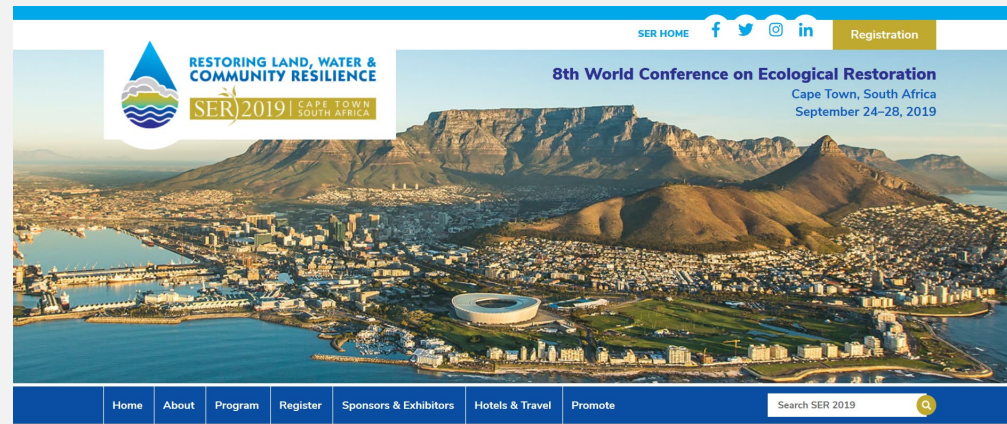 SER HOME
Registration
RESTORING LAND, WATER &
COMMUNITY RESILIENCE
SER 2019 | CAPE TOWN
SOUTH AFRICA
8th World Conference on Ecological Restoration
Cape Town, South Africa
September 24–28, 2019
Home
About
Program
Register
Sponsors & Exhibitors
Hotels & Travel
Promote
Search SER 2019